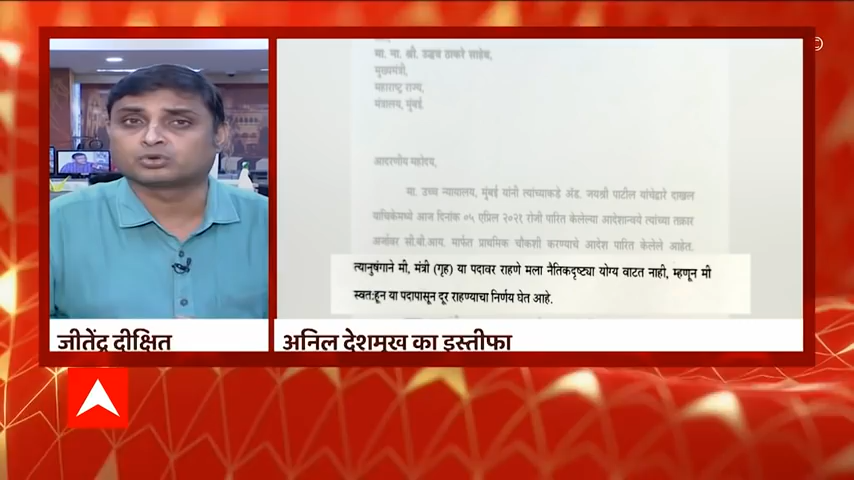 मा. ना. श्री. उद्धव ठाकरे साहेब,
मुख्यमंत्री,
महाराष्ट्र राज्य,
मंत्रालय, मुंबई.
आदरणीय महोदय,
मा. उच्च न्यायालय, मुंबई यांनी त्यांच्याकडे अॅड. जयश्री पाटील यांचेद्वारे दाखल
याचिकेमध्ये आज दिनांक ०५ एप्रिल २०२१ रोजी पारित केलेल्या आदेशान्वये त्यांच्या तक्रार
अर्जावर सी.बी.आय. मार्फत प्राथमिक चौकशी करण्याचे आदेश पारित केलेले आहेत.
त्यानुषंगाने मी, मंत्री (गृह) या पदावर राहणे मला नैतिकदृष्ट्या योग्य वाटत नाही, म्हणून मी
स्वत:हून या पदापासून दूर राहण्याचा निर्णय घेत आहे.
जीतेंद्र दीक्षित
अनिल देशमुख का इस्तीफा